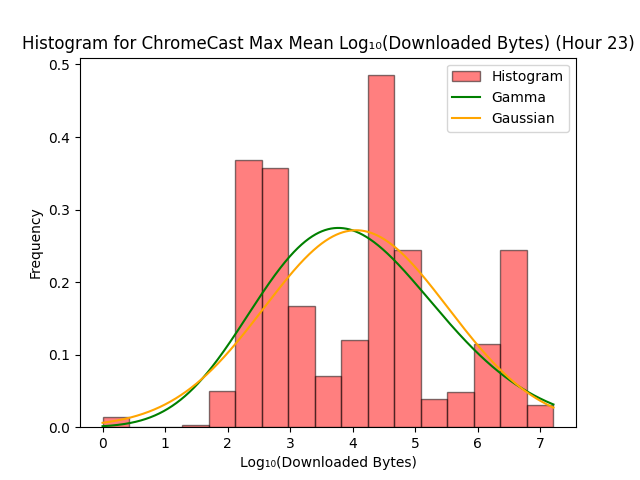 Histogram for ChromeCast Max Mean Log₁₀(Downloaded Bytes) (Hour 23)
Histogram
Gamma
Gaussian
Frequency
0.5
0.4
0.3
0.2
0.1
0.0
0 1 2 3 4 5 6 7
Log₁₀(Downloaded Bytes)